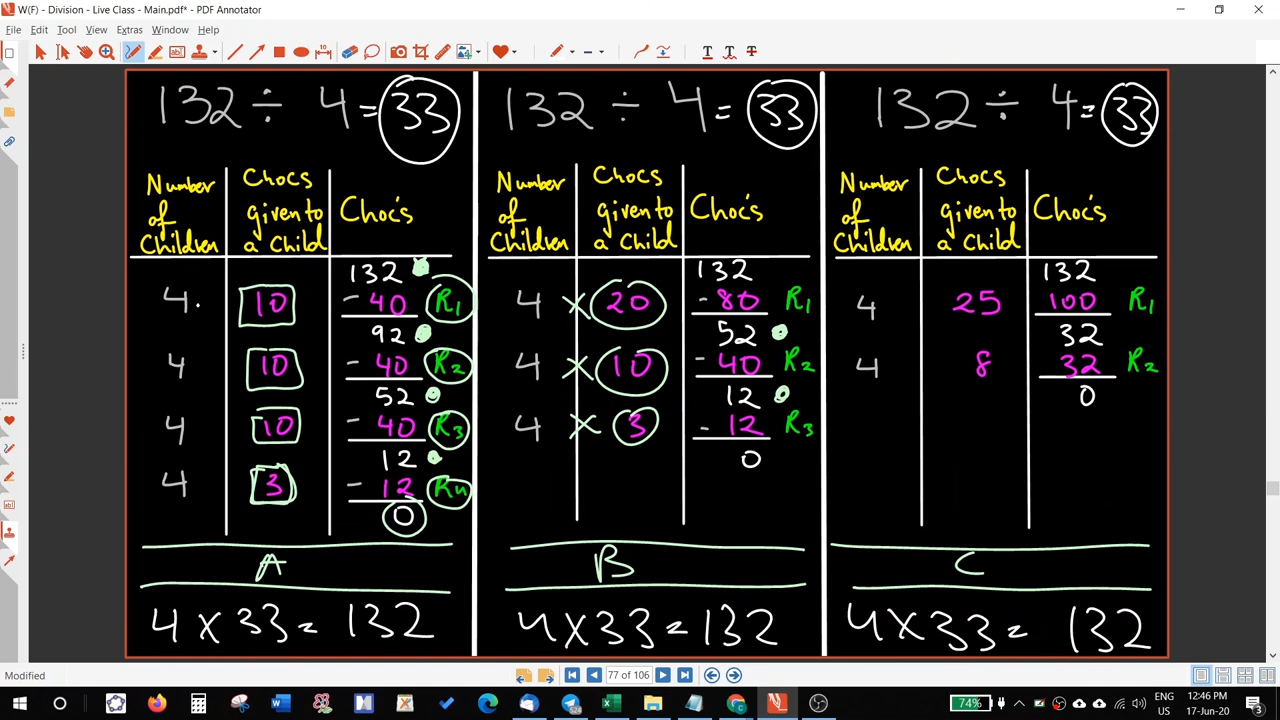 W(F) - Division - Live Class - Main.pdf* - PDF Annotator
File Edit Tool View Extras Window Help
132 ÷ 4 = 33
Number of Children
Chocs given to a Child
Choc's
132
4 10 - 40 R1
92
4 10 - 40 R2
52
4 10 - 40 R3
12
4 3 - 12 R4
0
A
4 x 33 = 132
132 ÷ 4 = 33
Number of Children
Chocs given to a Child
Choc's
132
4 x 20 - 80 R1
52
4 x 10 - 40 R2
12
4 x 3 - 12 R3
0
B
4 x 33 = 132
132 ÷ 4 = 33
Number of Children
Chocs given to a Child
Choc's
132
4 25 100 R1
32
4 8 32 R2
0
C
4 x 33 = 132
Modified
77 of 106
74%
ENG
US
12:46 PM
17-Jun-20
3